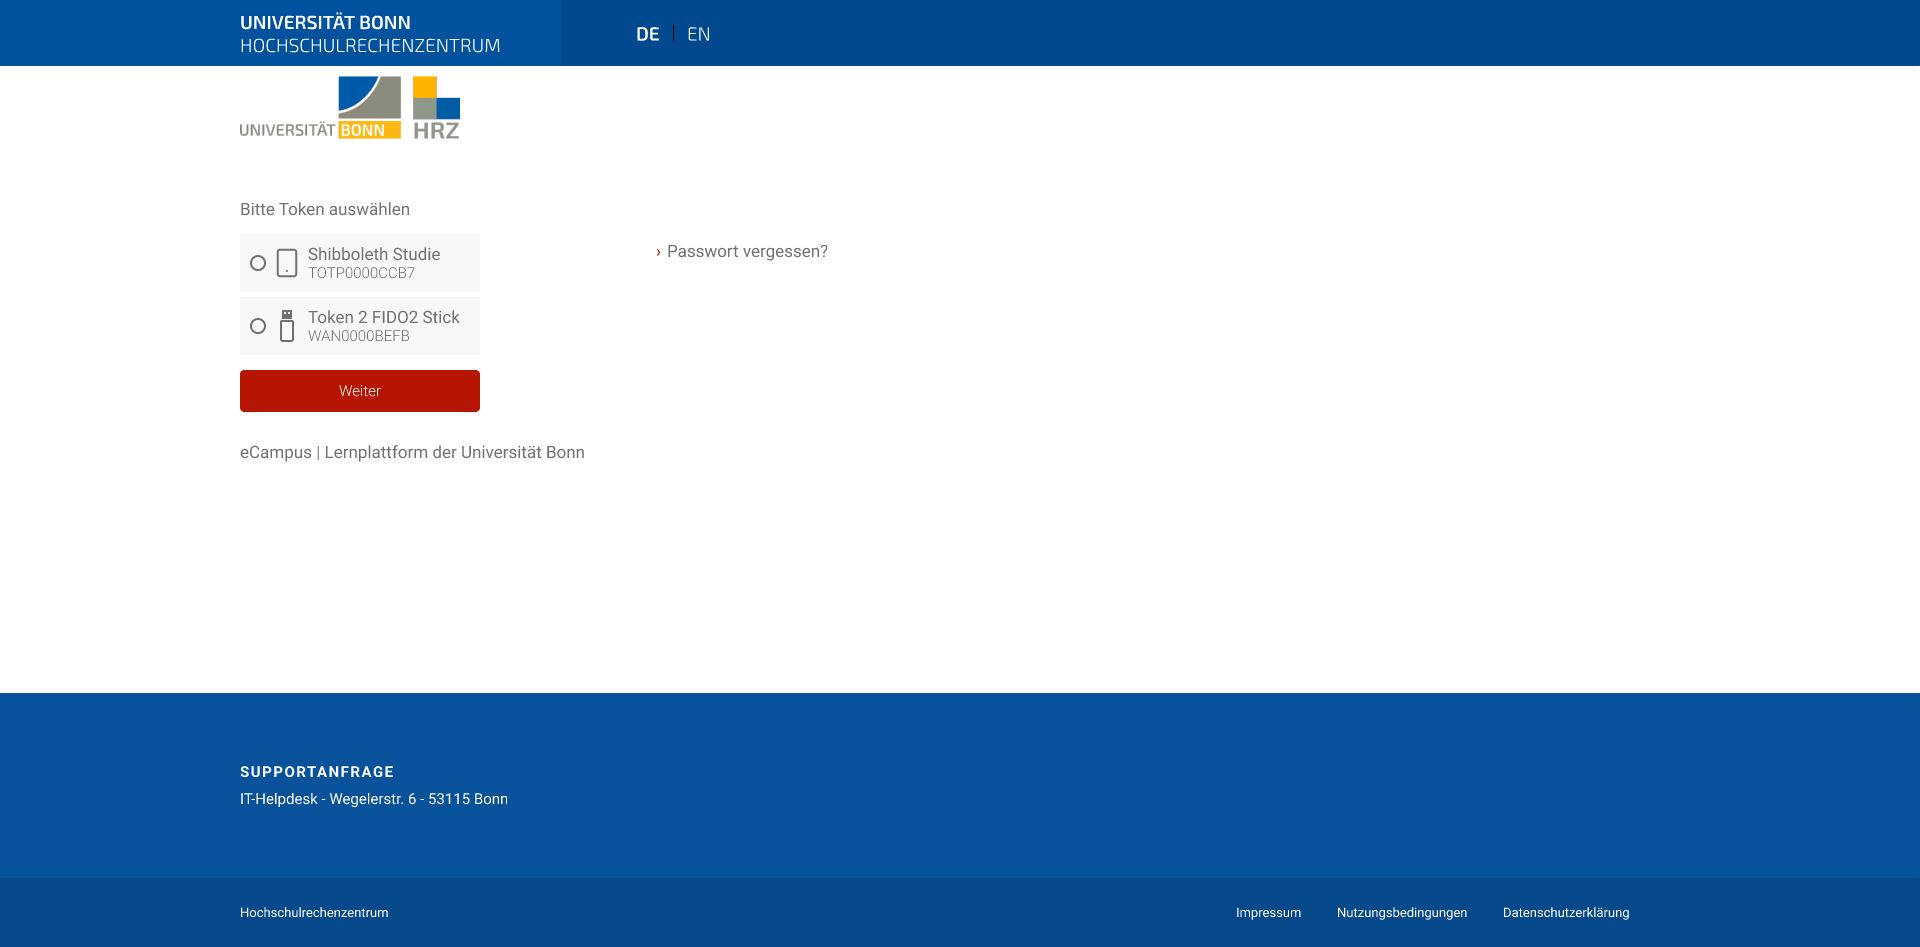 UNIVERSITÄT BONN
HOCHSCHULRECHENZENTRUM
DE | EN
UNIVERSITÄT BONN HRZ
Bitte Token auswählen
Shibboleth Studie
TOTP0000CCB7
› Passwort vergessen?
Token 2 FIDO2 Stick
WAN0000BEFB
Weiter
eCampus | Lernplattform der Universität Bonn
SUPPORTANFRAGE
IT-Helpdesk - Wegelerstr. 6 - 53115 Bonn
Hochschulrechenzentrum
Impressum Nutzungsbedingungen Datenschutzerklärung